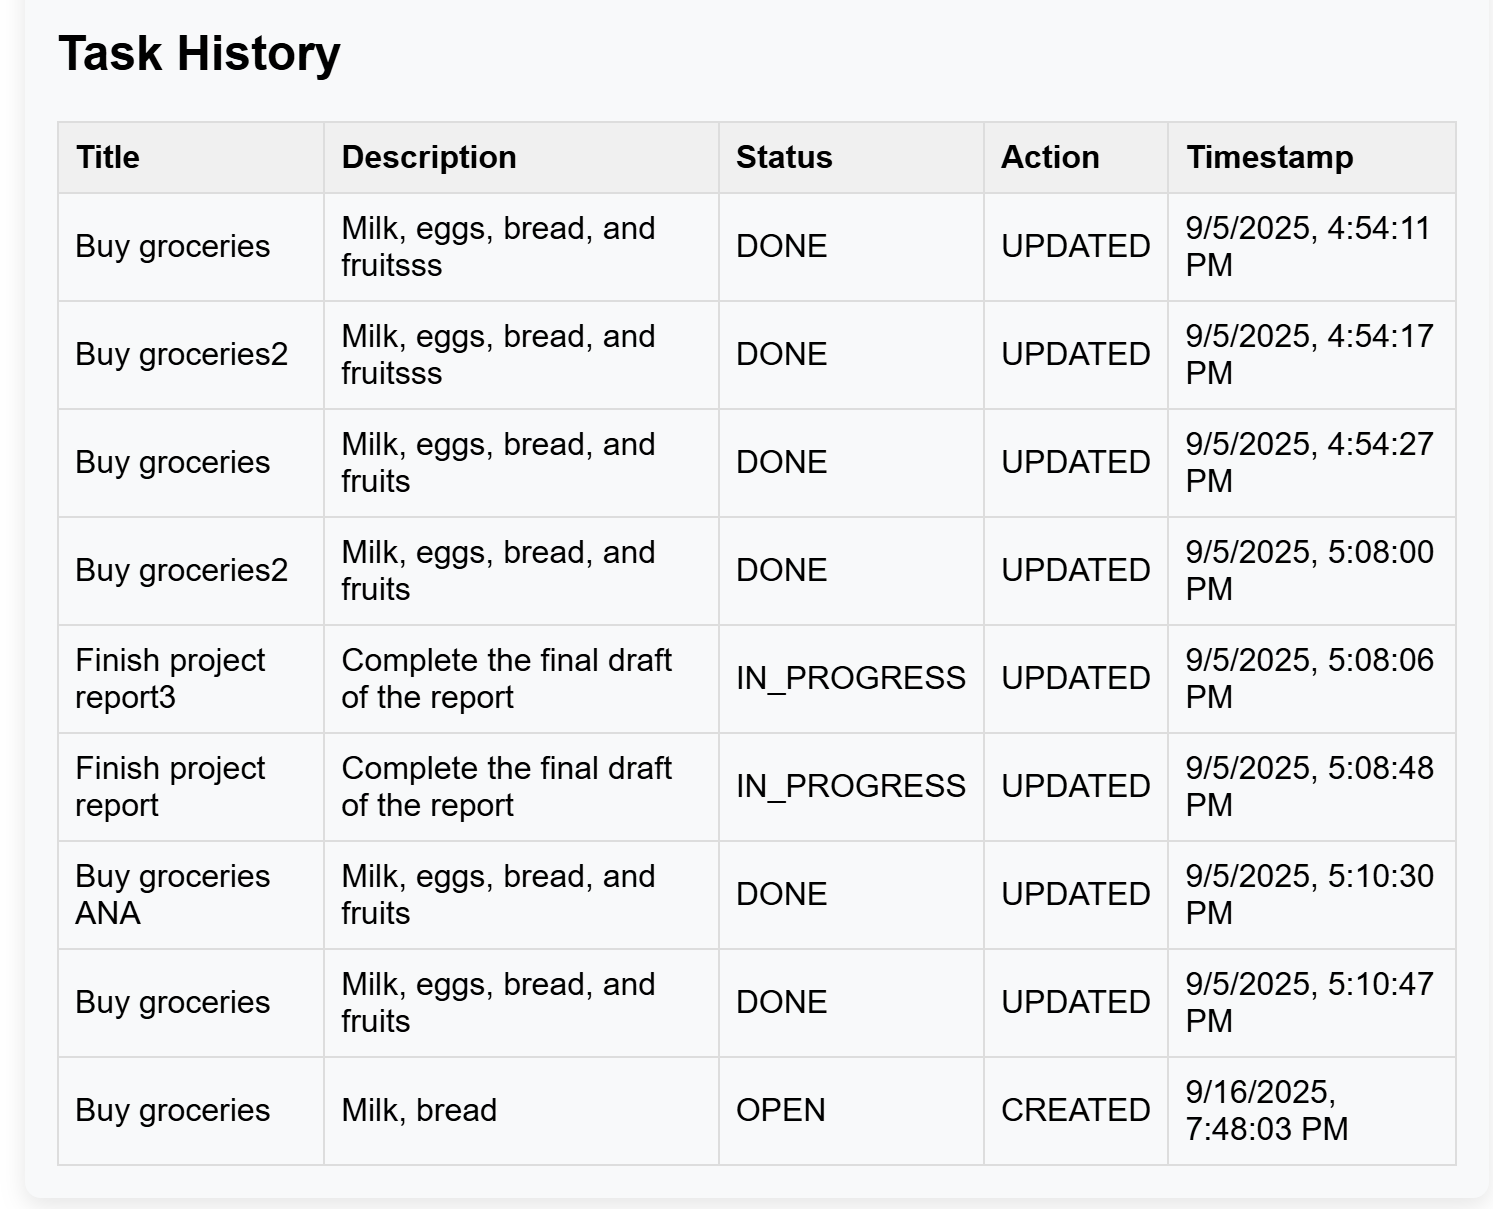 Task History
Title Description Status Action Timestamp
Buy groceries
Milk, eggs, bread, and
fruitsss
DONE
UPDATED
9/5/2025, 4:54:11
PM
Buy groceries2
Milk, eggs, bread, and
fruitsss
DONE
UPDATED
9/5/2025, 4:54:17
PM
Buy groceries
Milk, eggs, bread, and
fruits
DONE
UPDATED
9/5/2025, 4:54:27
PM
Buy groceries2
Milk, eggs, bread, and
fruits
DONE
UPDATED
9/5/2025, 5:08:00
PM
Finish project
report3
Complete the final draft
of the report
IN_PROGRESS
UPDATED
9/5/2025, 5:08:06
PM
Finish project
report
Complete the final draft
of the report
IN_PROGRESS
UPDATED
9/5/2025, 5:08:48
PM
Buy groceries
ANA
Milk, eggs, bread, and
fruits
DONE
UPDATED
9/5/2025, 5:10:30
PM
Buy groceries
Milk, eggs, bread, and
fruits
DONE
UPDATED
9/5/2025, 5:10:47
PM
Buy groceries
Milk, bread
OPEN
CREATED
9/16/2025,
7:48:03 PM